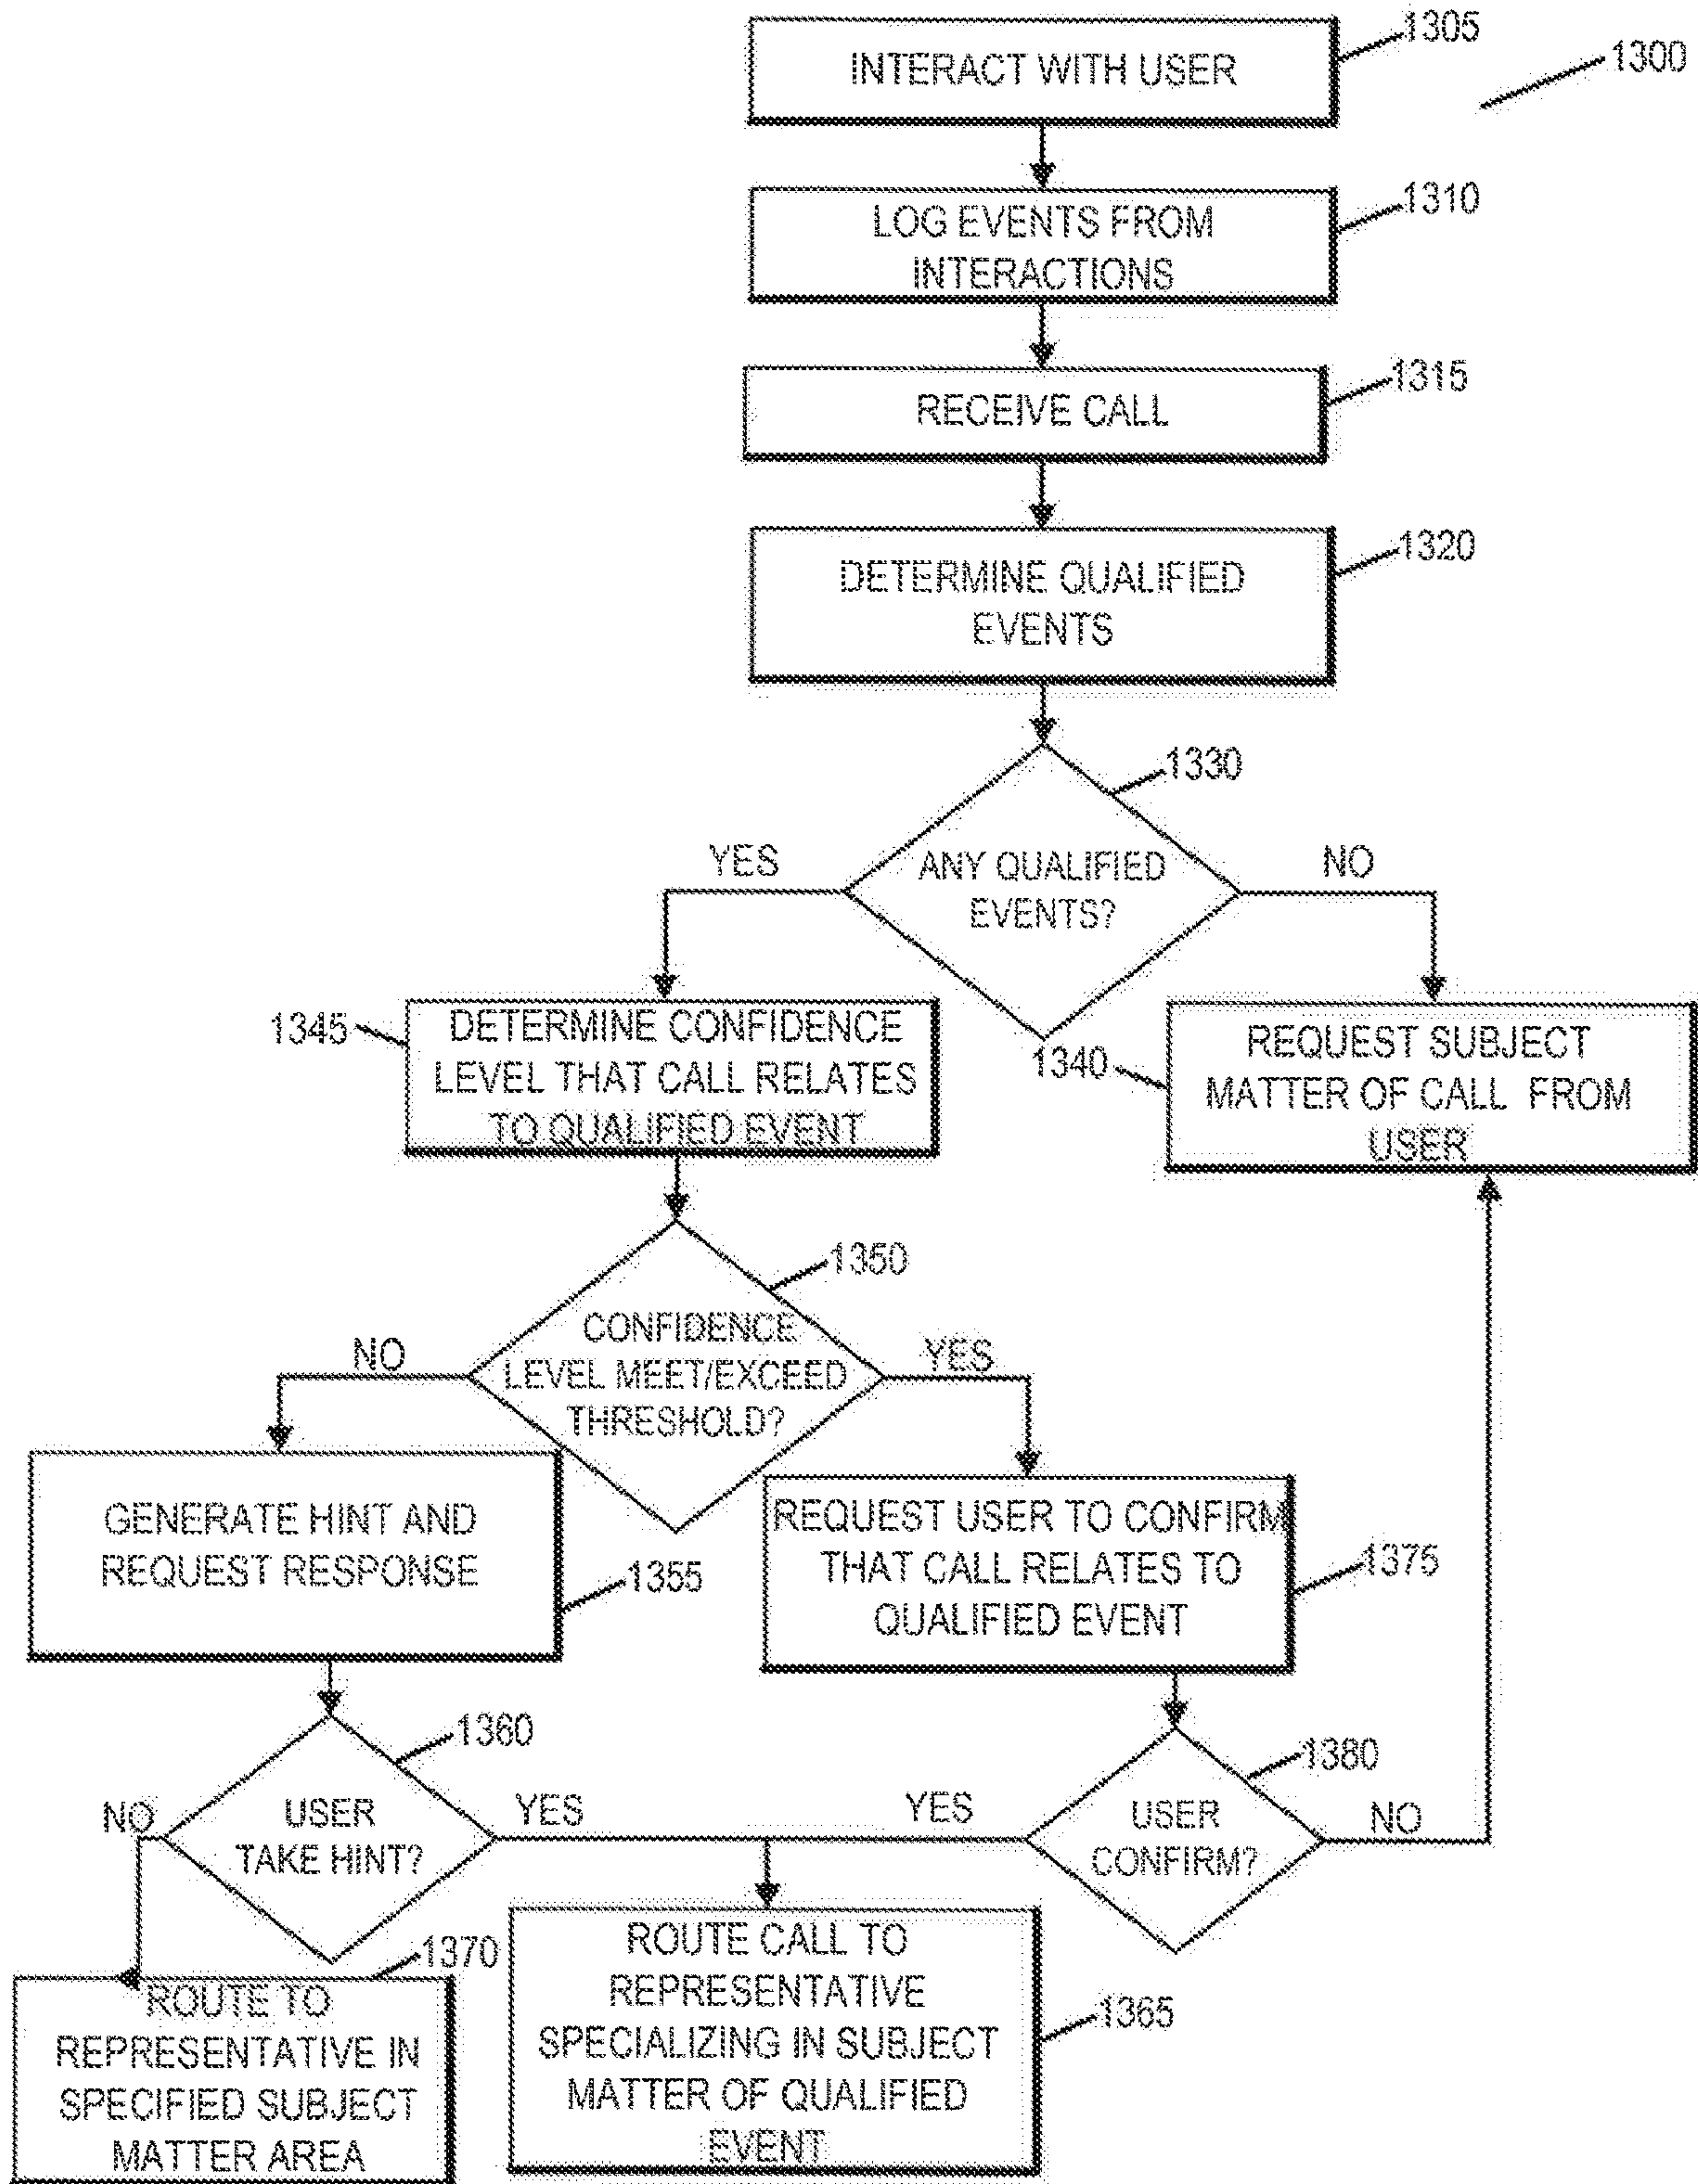 1305
INTERACT WITH USER
1300
1310
LOG EVENTS FROM
INTERACTIONS
1315
RECEIVE CALL
1320
DETERMINE QUALIFIED
EVENTS
1330
YES
ANY QUALIFIED
EVENTS?
NO
1345
DETERMINE CONFIDENCE
LEVEL THAT CALL RELATES
TO QUALIFIED EVENT
1340
REQUEST SUBJECT
MATTER OF CALL FROM
USER
1350
NO
CONFIDENCE
LEVEL MEET/EXCEED
THRESHOLD?
YES
GENERATE HINT AND
REQUEST RESPONSE
1355
REQUEST USER TO CONFIRM
THAT CALL RELATES TO
QUALIFIED EVENT
1375
1360
NO
USER
TAKE HINT?
YES
1380
YES
USER
CONFIRM?
NO
1370
ROUTE TO
REPRESENTATIVE IN
SPECIFIED SUBJECT
MATTER AREA
ROUTE CALL TO
REPRESENTATIVE
SPECIALIZING IN SUBJECT
MATTER OF QUALIFIED
EVENT
1365